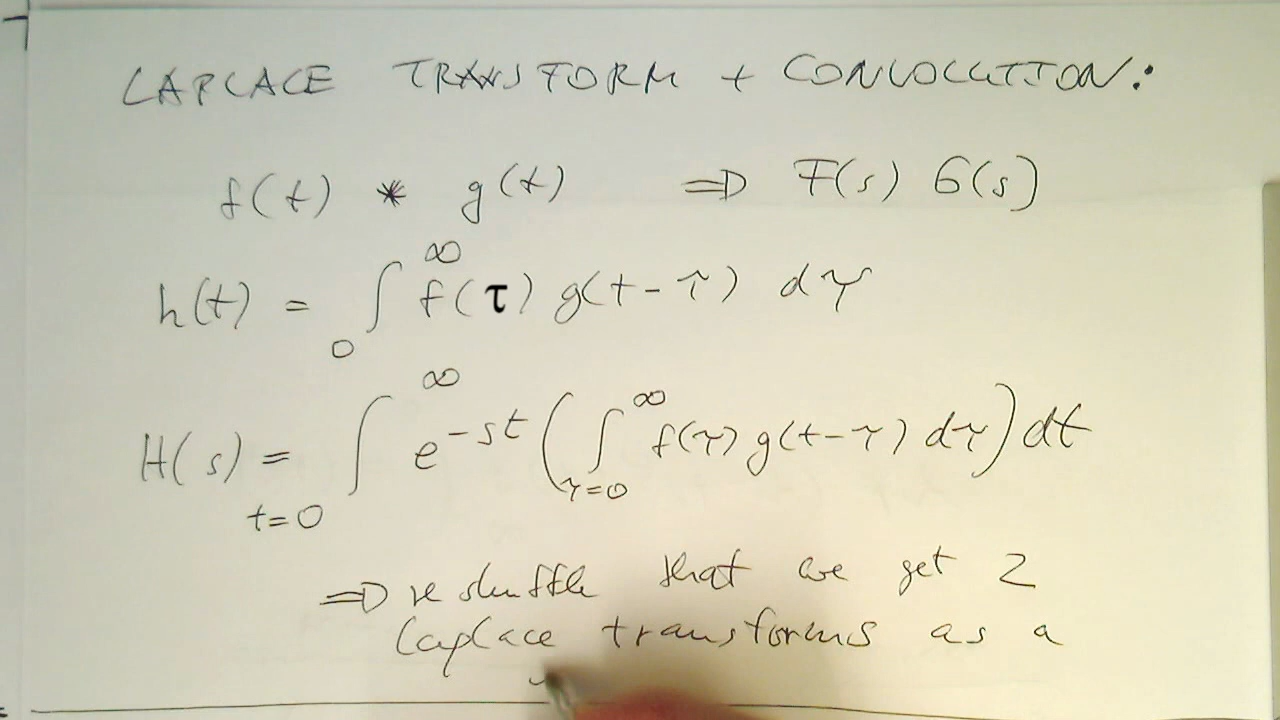 LAPLACE TRANSFORM + CONVOLUTION:
f(t) * g(t) ⇒ F(s) G(s)
h(t) = ∫₀^∞ f(τ) g(t-τ) dτ
H(s) = ∫_{t=0}^∞ e^{-st} (∫_{τ=0}^∞ f(τ) g(t-τ) dτ) dt
⇒ reshuffle that we get 2
Laplace transforms as a